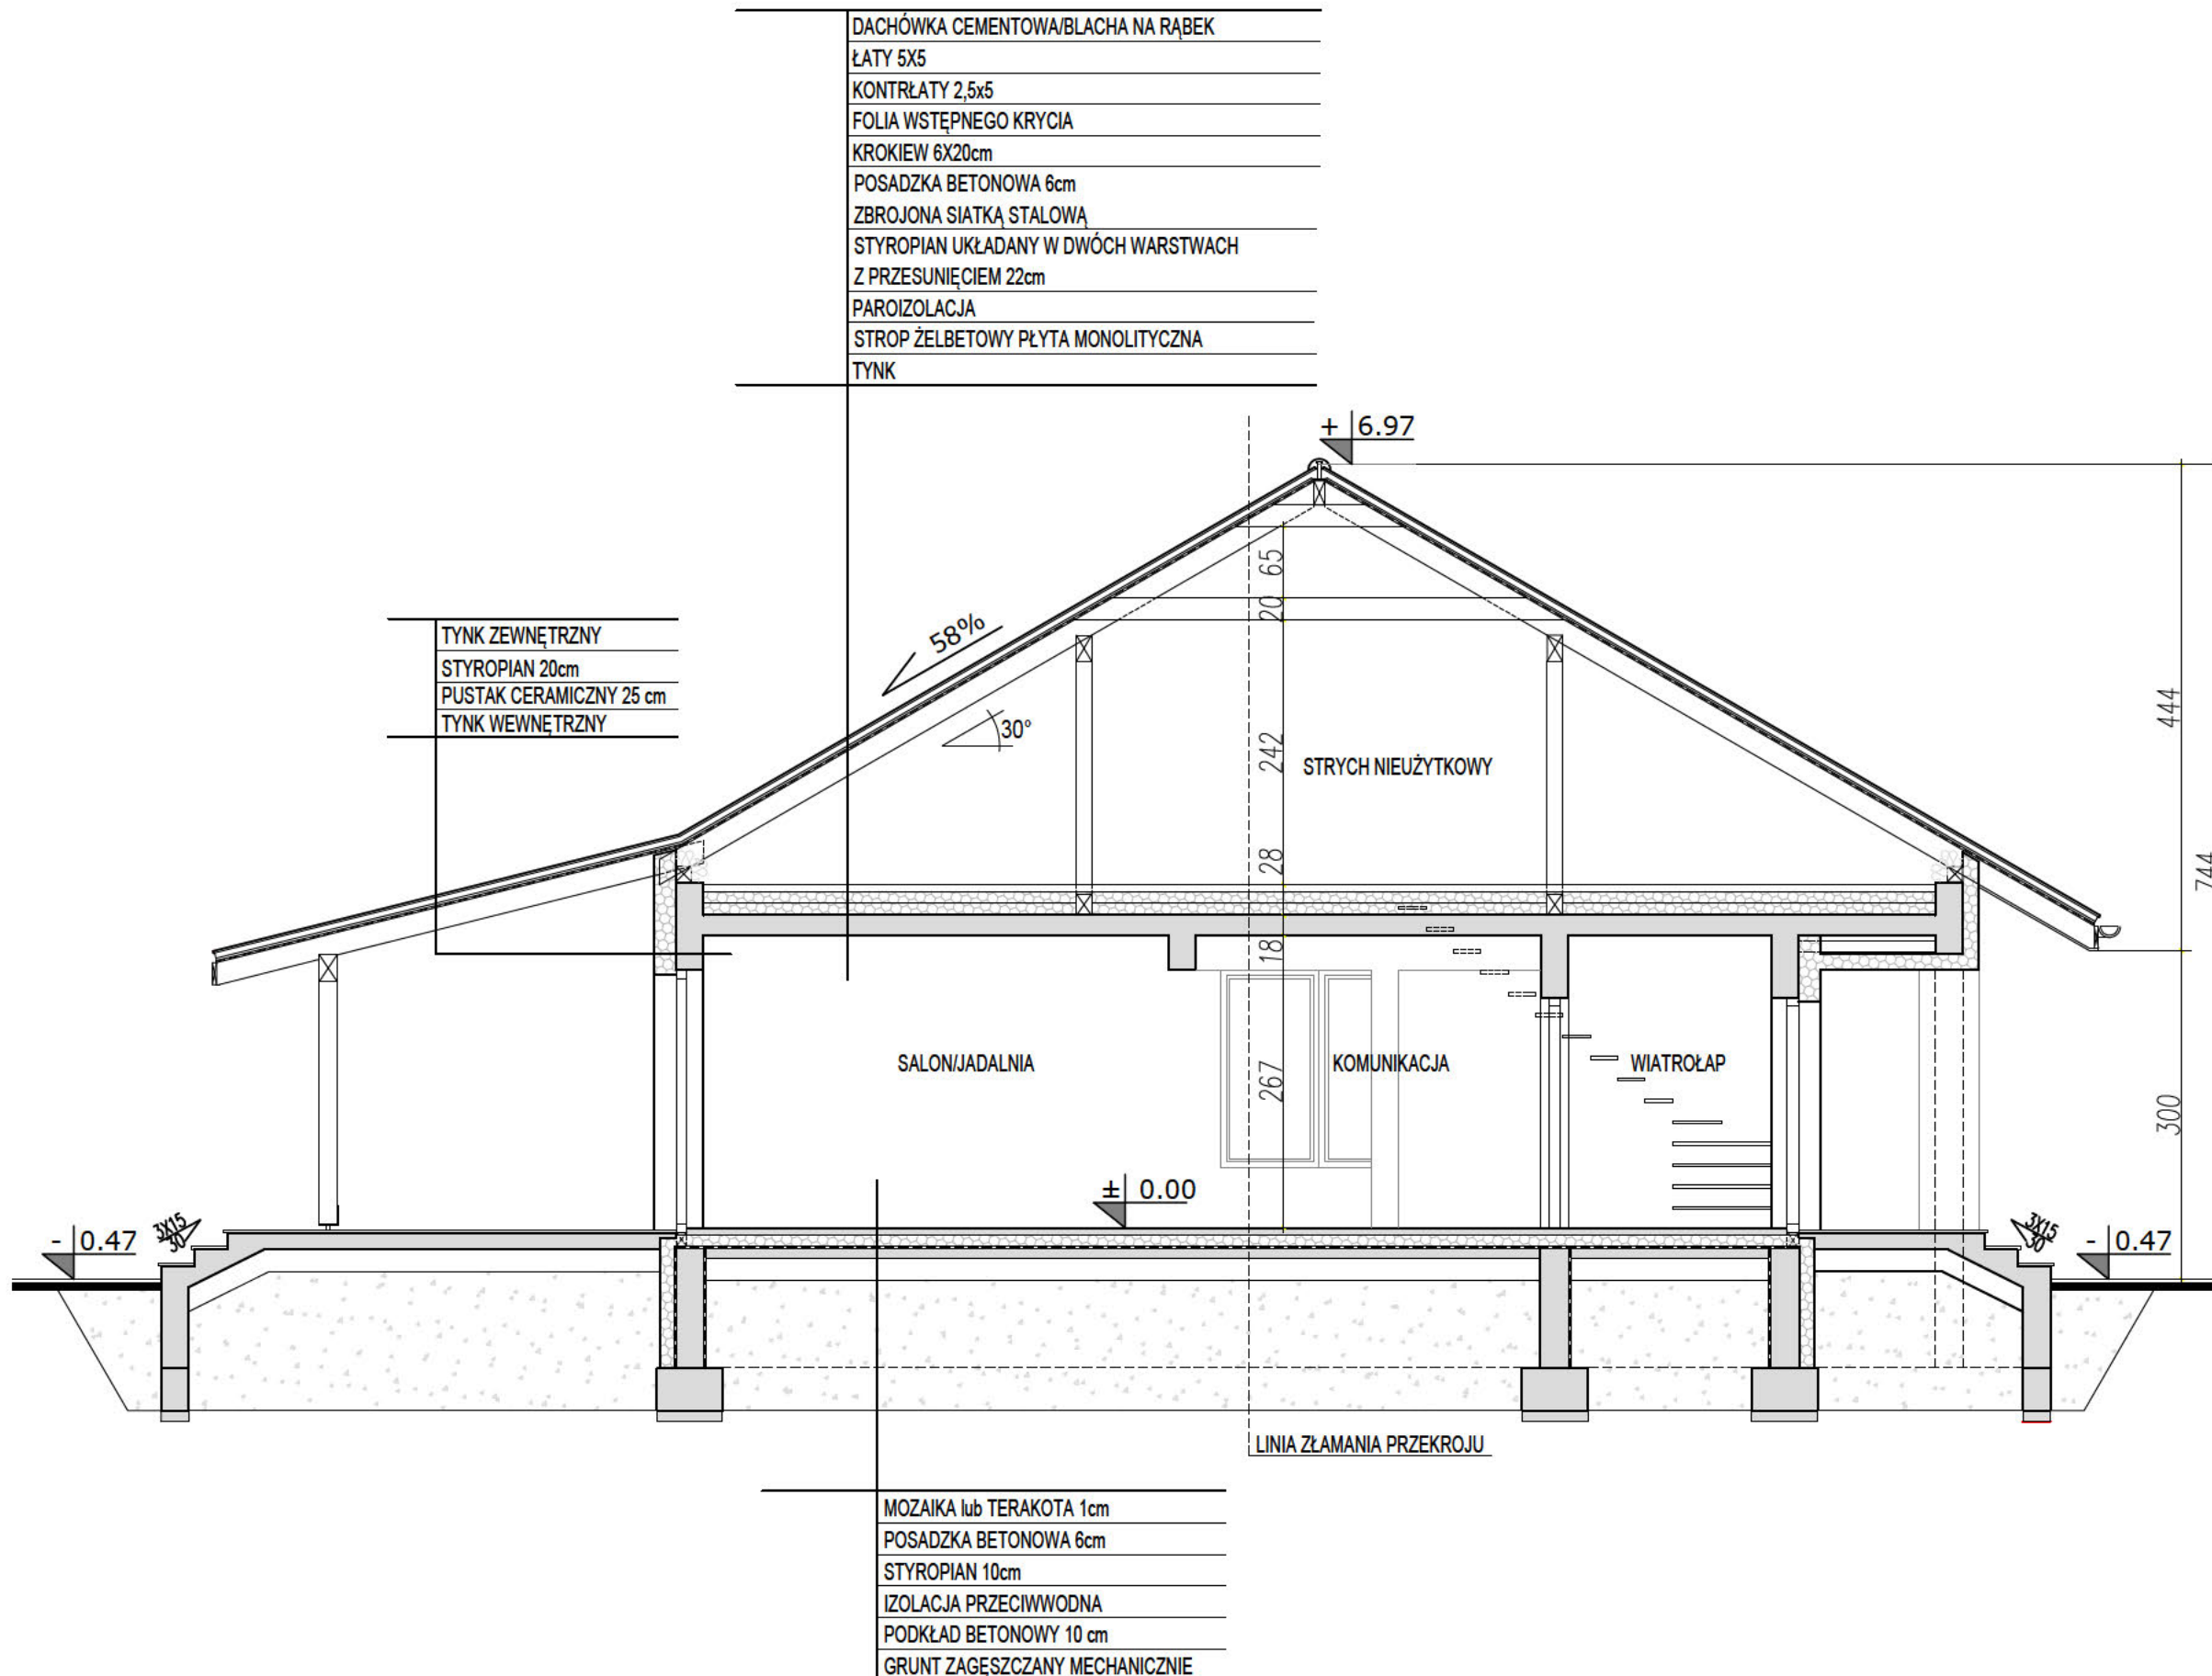 DACHÓWKA CEMENTOWA/BLACHA NA RĄBEK
ŁATY 5X5
KONTRŁATY 2,5x5
FOLIA WSTĘPNEGO KRYCIA
KROKIEW 6X20cm
POSADZKA BETONOWA 6cm
ZBROJONA SIATKĄ STALOWĄ
STYROPIAN UKŁADANY W DWÓCH WARSTWACH
Z PRZESUNIĘCIEM 22cm
PAROIZOLACJA
STROP ŻELBETOWY PŁYTA MONOLITYCZNA
TYNK
+ 6.97
65
20
58%
TYNK ZEWNĘTRZNY
STYROPIAN 20cm
PUSTAK CERAMICZNY 25 cm
TYNK WEWNĘTRZNY
30°
242
STRYCH NIEUŻYTKOWY
444
28
744
18
SALON/JADALNIA
267
KOMUNIKACJA
WIATROŁAP
300
± 0.00
- 0.47
3X15
30
3X15
30
- 0.47
LINIA ZŁAMANIA PRZEKROJU
MOZAIKA lub TERAKOTA 1cm
POSADZKA BETONOWA 6cm
STYROPIAN 10cm
IZOLACJA PRZECIWWODNA
PODKŁAD BETONOWY 10 cm
GRUNT ZAGĘSZCZANY MECHANICZNIE